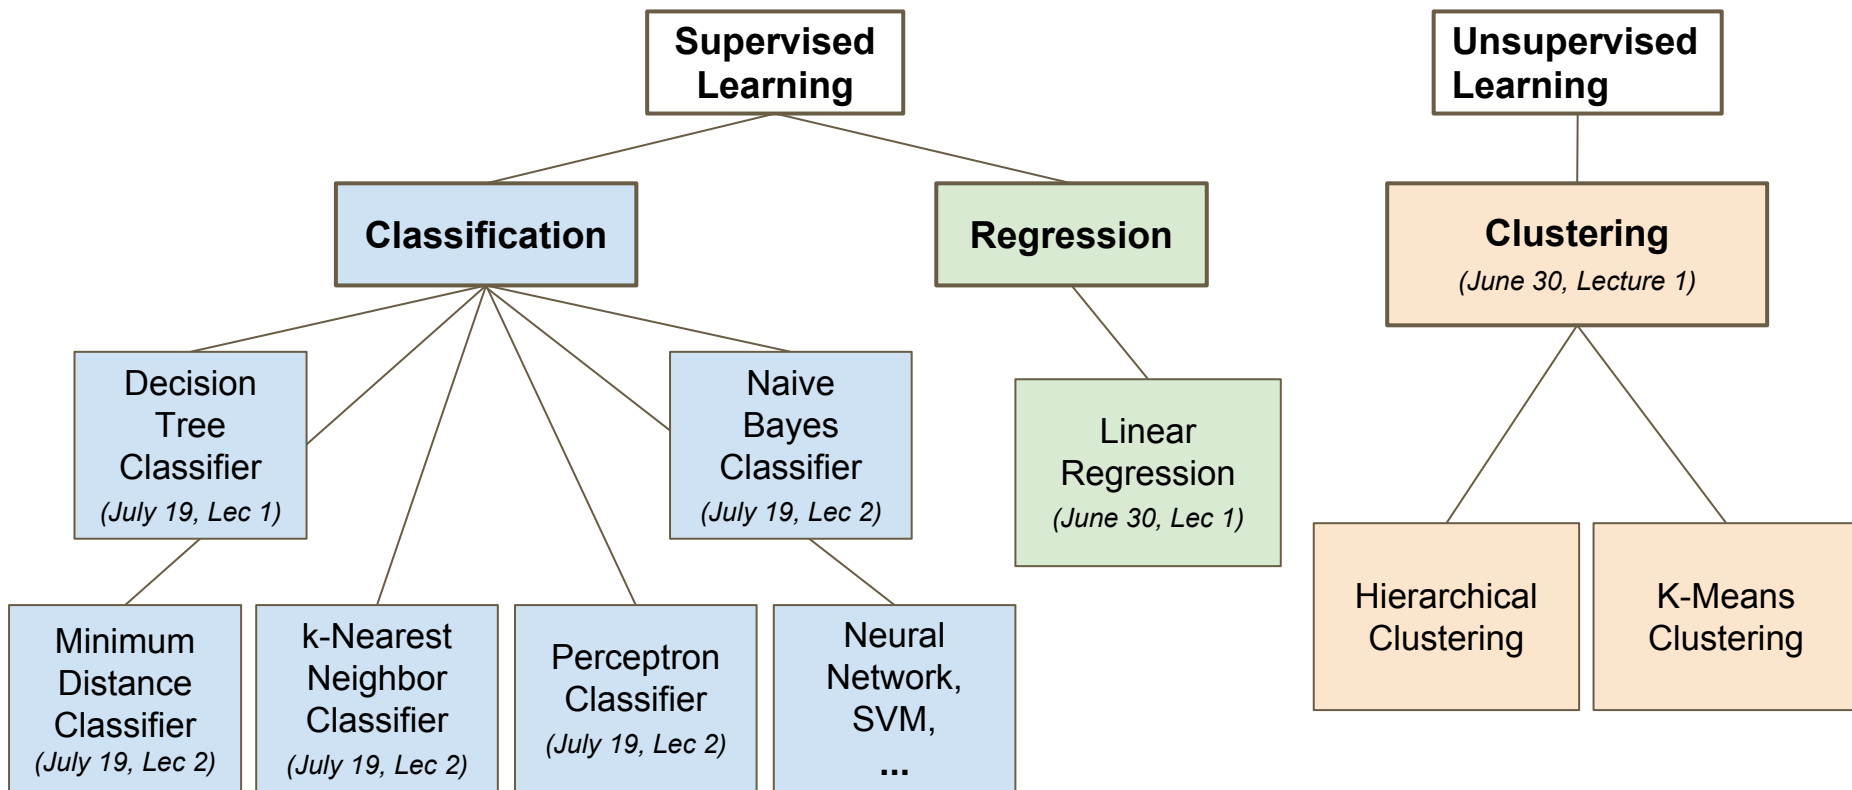 Supervised
Learning
Unsupervised
Learning
Classification
Regression
Clustering
(June 30, Lecture 1)
Decision
Tree
Classifier
(July 19, Lec 1)
Naive
Bayes
Classifier
(July 19, Lec 2)
Linear
Regression
(June 30, Lec 1)
Minimum
Distance
Classifier
(July 19, Lec 2)
k-Nearest
Neighbor
Classifier
(July 19, Lec 2)
Perceptron
Classifier
(July 19, Lec 2)
Neural
Network,
SVM,
...
Hierarchical
Clustering
K-Means
Clustering